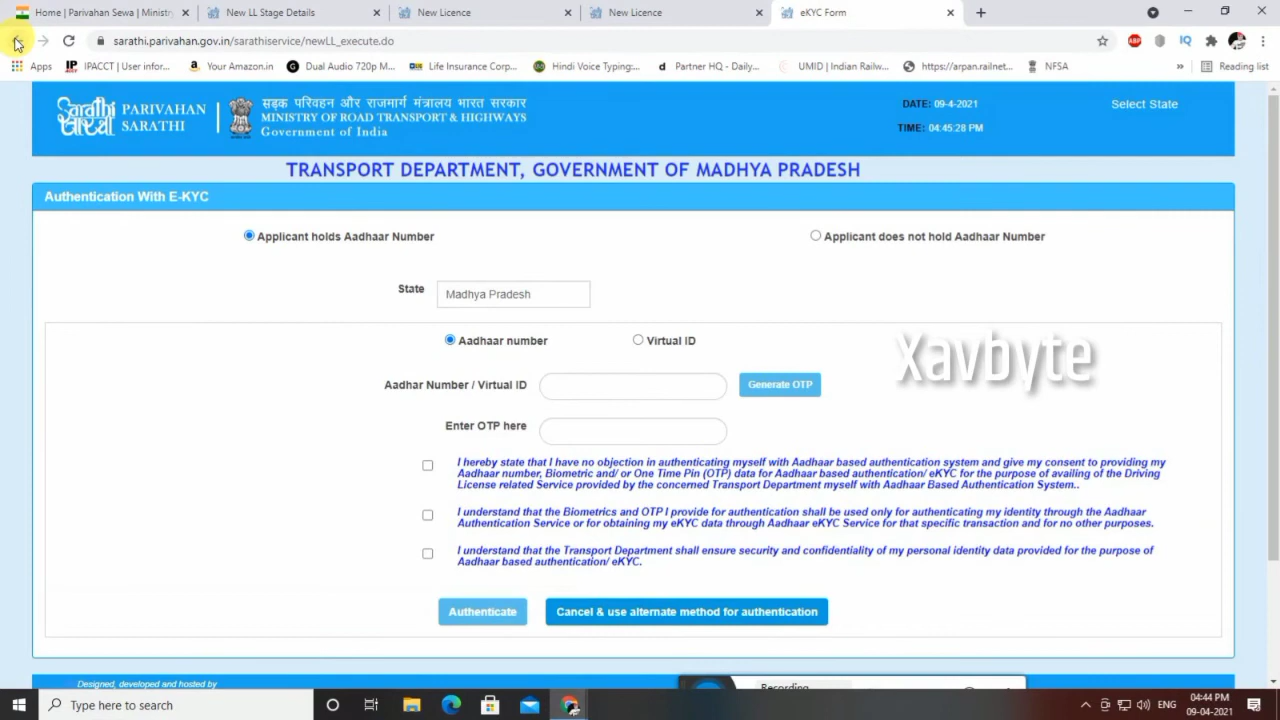 Home | Parivahan Sewa | Ministry
New LL Stage Details
New Licence
New Licence
eKYC Form
sarathi.parivahan.gov.in/sarathiservice/newLL_execute.do
ABP
IQ
Apps
IPACCT | User infor...
Your Amazon.in
Dual Audio 720p M...
Life Insurance Corp...
Hindi Voice Typing:...
Partner HQ - Daily...
UMID | Indian Railw...
https://arpan.railnet...
NFSA
»
Reading list
PARIVAHAN
SARATHI
सड़क परिवहन और राजमार्ग मंत्रालय भारत सरकार
MINISTRY OF ROAD TRANSPORT & HIGHWAYS
Government of India
DATE: 09-4-2021
TIME: 04:45:28 PM
Select State
TRANSPORT DEPARTMENT, GOVERNMENT OF MADHYA PRADESH
Authentication With E-KYC
Applicant holds Aadhaar Number
Applicant does not hold Aadhaar Number
State
Madhya Pradesh
Aadhaar number
Virtual ID
Xavbyte
Aadhar Number / Virtual ID
Generate OTP
Enter OTP here
I hereby state that I have no objection in authenticating myself with Aadhaar based authentication system and give my consent to providing my
Aadhaar number, Biometric and/ or One Time Pin (OTP) data for Aadhaar based authentication/ eKYC for the purpose of availing of the Driving
License related Service provided by the concerned Transport Department myself with Aadhaar Based Authentication System..
I understand that the Biometrics and OTP I provide for authentication shall be used only for authenticating my identity through the Aadhaar
Authentication Service or for obtaining my eKYC data through Aadhaar eKYC Service for that specific transaction and for no other purposes.
I understand that the Transport Department shall ensure security and confidentiality of my personal identity data provided for the purpose of
Aadhaar based authentication/ eKYC.
Authenticate
Cancel & use alternate method for authentication
Designed, developed and hosted by
Recording
Type here to search
ENG
04:44 PM
09-04-2021